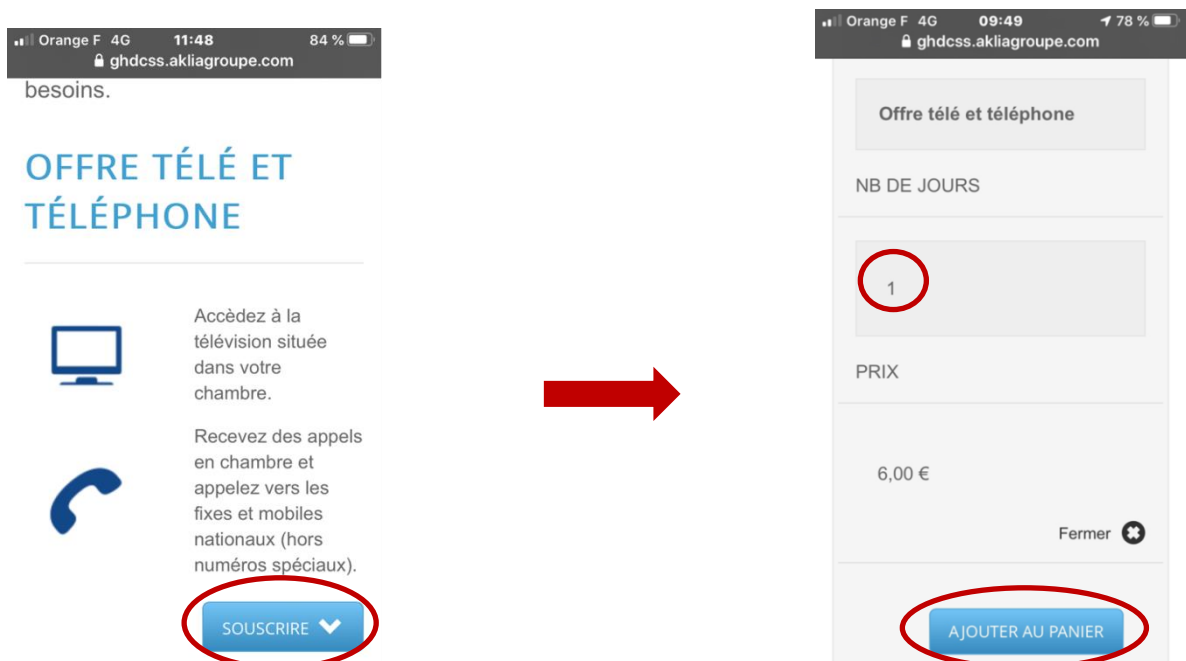 Orange F 4G 11:48 84 %
ghdcss.akliagroupe.com
besoins.
OFFRE TÉLÉ ET
TÉLÉPHONE
Accèdez à la
télévision située
dans votre
chambre.
Recevez des appels
en chambre et
appelez vers les
fixes et mobiles
nationaux (hors
numéros spéciaux).
SOUSCRIRE
Orange F 4G 09:49 78 %
ghdcss.akliagroupe.com
Offre télé et téléphone
NB DE JOURS
1
PRIX
6,00 €
Fermer
AJOUTER AU PANIER